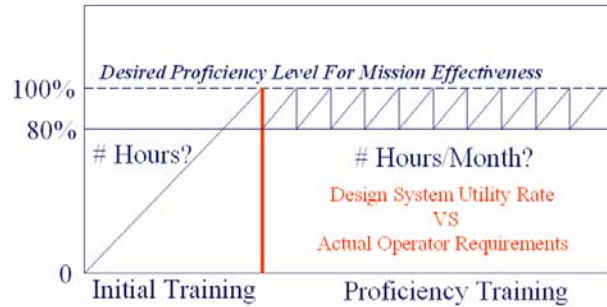 Desired Proficiency Level For Mission Effectiveness
100%
80%
# Hours?
# Hours/Month?
Design System Utility Rate
VS
Actual Operator Requirements
0
Initial Training
Proficiency Training